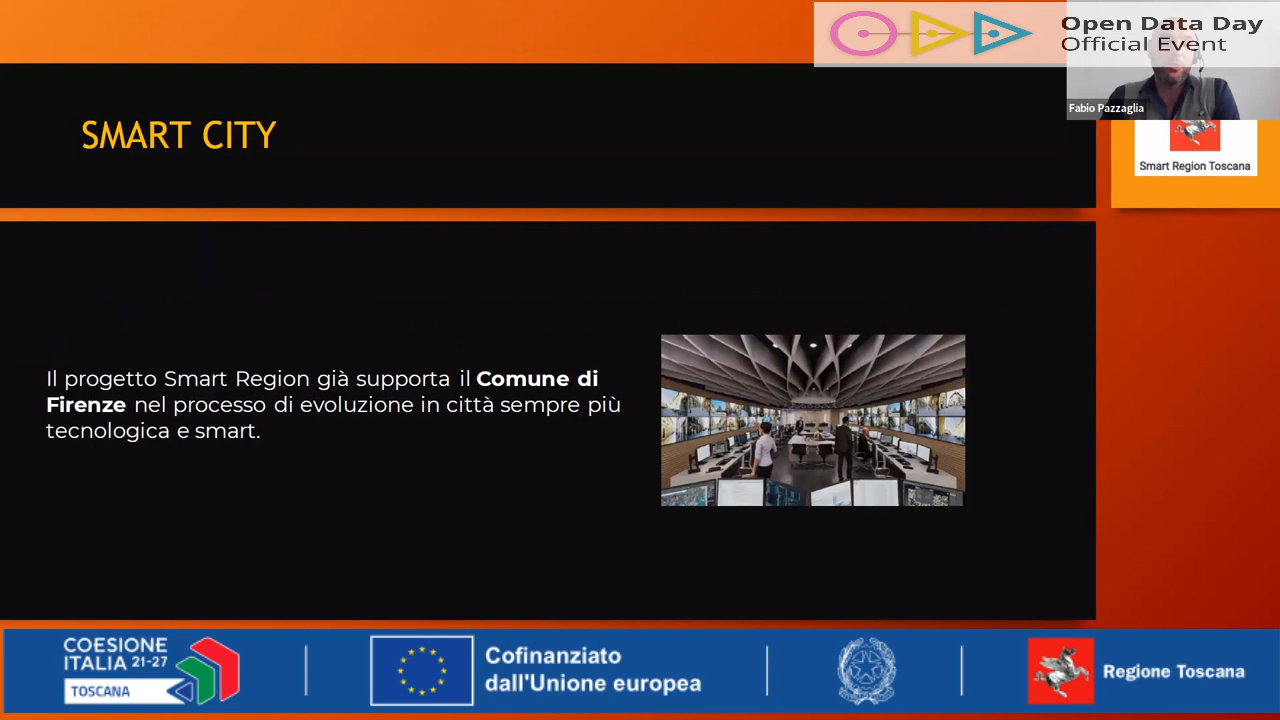 Open Data Day
Official Event
Fabio Pazzaglia
SMART CITY
Smart Region Toscana
Il progetto Smart Region già supporta il Comune di
Firenze nel processo di evoluzione in città sempre più
tecnologica e smart.
COESIONE
ITALIA 21-27
TOSCANA
Cofinanziato
dall'Unione europea
Regione Toscana